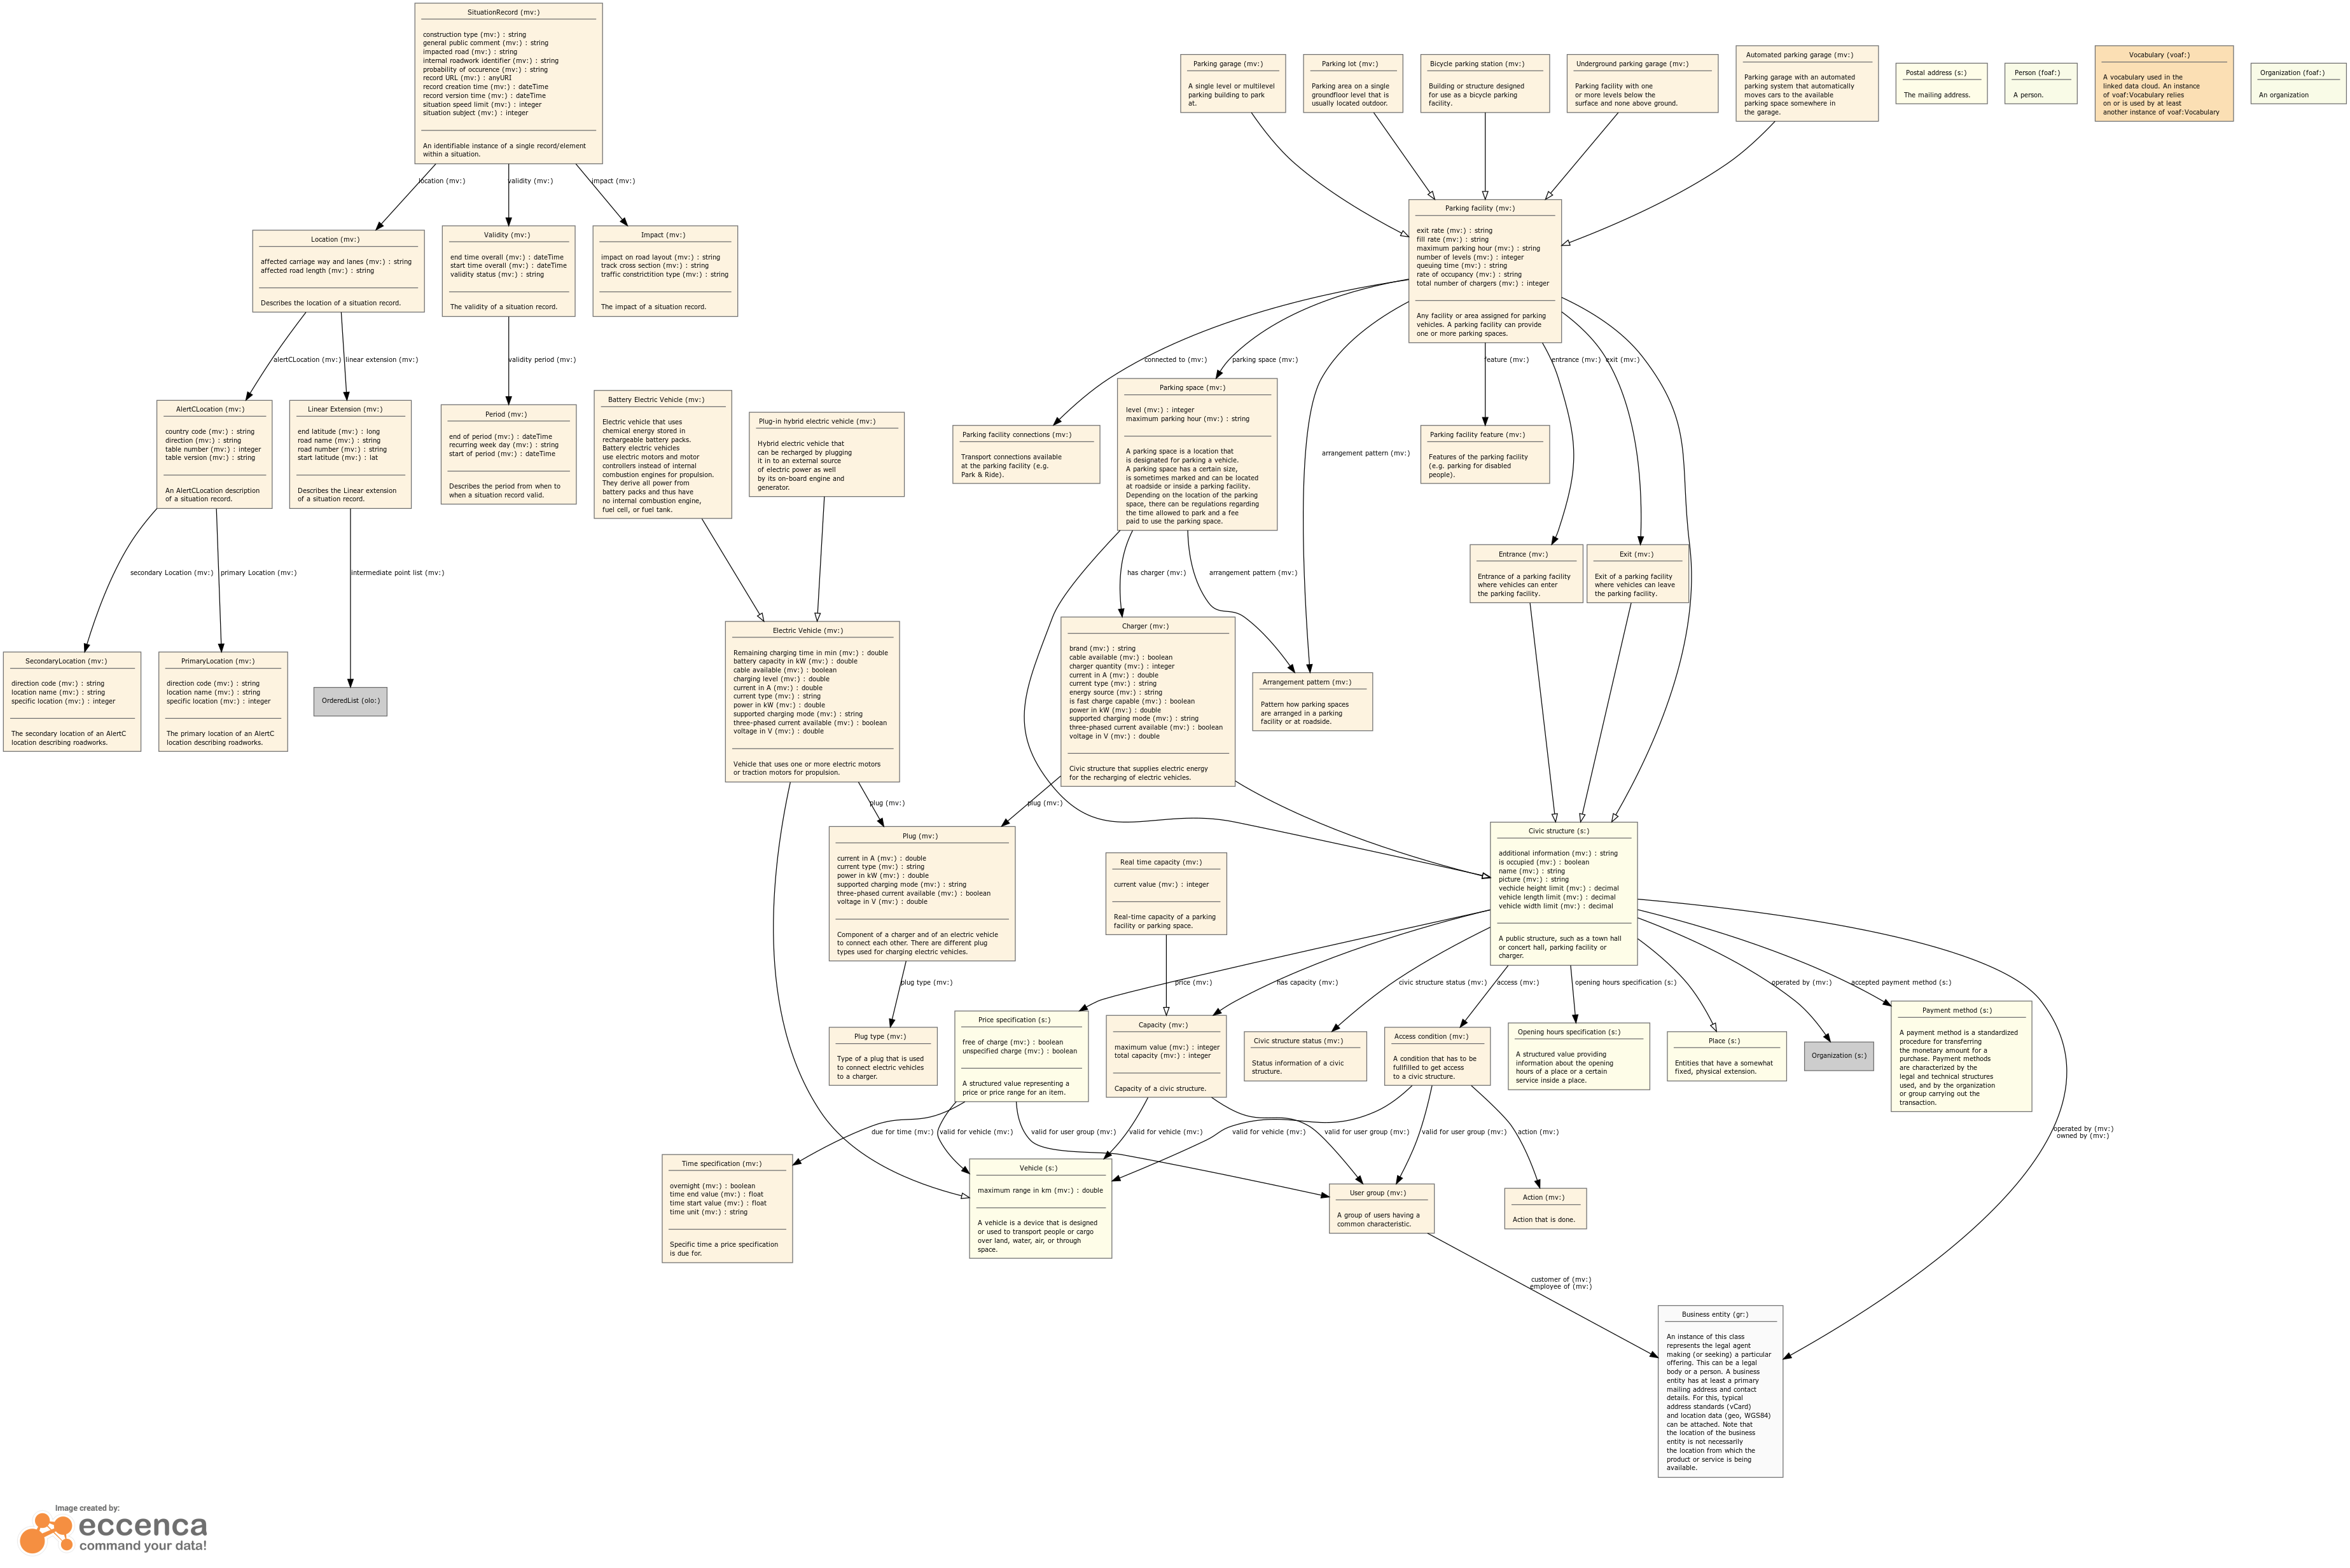 SituationRecord (mv:)
construction type (mv:) : string
general public comment (mv:) : string
impacted road (mv:) : string
internal roadwork identifier (mv:) : string
probability of occurence (mv:) : string
record URL (mv:) : anyURI
record creation time (mv:) : dateTime
record version time (mv:) : dateTime
situation speed limit (mv:) : integer
situation subject (mv:) : integer
An identifiable instance of a single record/element
within a situation.
Parking garage (mv:)
A single level or multilevel
parking building to park
at.
Parking lot (mv:)
Parking area on a single
groundfloor level that is
usually located outdoor.
Bicycle parking station (mv:)
Building or structure designed
for use as a bicycle parking
facility.
Underground parking garage (mv:)
Parking facility with one
or more levels below the
surface and none above ground.
Automated parking garage (mv:)
Parking garage with an automated
parking system that automatically
moves cars to the available
parking space somewhere in
the garage.
Postal address (s:)
The mailing address.
Person (foaf:)
A person.
Vocabulary (voaf:)
A vocabulary used in the
linked data cloud. An instance
of voaf:Vocabulary relies
on or is used by at least
another instance of voaf:Vocabulary
Organization (foaf:)
An organization
location (mv:)
validity (mv:)
impact (mv:)
Location (mv:)
affected carriage way and lanes (mv:) : string
affected road length (mv:) : string
Describes the location of a situation record.
Validity (mv:)
end time overall (mv:) : dateTime
start time overall (mv:) : dateTime
validity status (mv:) : string
The validity of a situation record.
Impact (mv:)
impact on road layout (mv:) : string
track cross section (mv:) : string
traffic constrictition type (mv:) : string
The impact of a situation record.
Parking facility (mv:)
exit rate (mv:) : string
fill rate (mv:) : string
maximum parking hour (mv:) : string
number of levels (mv:) : integer
queuing time (mv:) : string
rate of occupancy (mv:) : string
total number of chargers (mv:) : integer
Any facility or area assigned for parking
vehicles. A parking facility can provide
one or more parking spaces.
alertCLocation (mv:)
linear extension (mv:)
validity period (mv:)
connected to (mv:)
parking space (mv:)
arrangement pattern (mv:)
feature (mv:)
entrance (mv:)
exit (mv:)
AlertCLocation (mv:)
country code (mv:) : string
direction (mv:) : string
table number (mv:) : integer
table version (mv:) : string
An AlertCLocation description
of a situation record.
Linear Extension (mv:)
end latitude (mv:) : long
road name (mv:) : string
road number (mv:) : string
start latitude (mv:) : lat
Describes the Linear extension
of a situation record.
Period (mv:)
end of period (mv:) : dateTime
recurring week day (mv:) : string
start of period (mv:) : dateTime
Describes the period from when to
when a situation record valid.
Battery Electric Vehicle (mv:)
Electric vehicle that uses
chemical energy stored in
rechargeable battery packs.
Battery electric vehicles
use electric motors and motor
controllers instead of internal
combustion engines for propulsion.
They derive all power from
battery packs and thus have
no internal combustion engine,
fuel cell, or fuel tank.
Plug-in hybrid electric vehicle (mv:)
Hybrid electric vehicle that
can be recharged by plugging
it in to an external source
of electric power as well
by its on-board engine and
generator.
Parking facility connections (mv:)
Transport connections available
at the parking facility (e.g.
Park & Ride).
Parking space (mv:)
level (mv:) : integer
maximum parking hour (mv:) : string
A parking space is a location that
is designated for parking a vehicle.
A parking space has a certain size,
is sometimes marked and can be located
at roadside or inside a parking facility.
Depending on the location of the parking
space, there can be regulations regarding
the time allowed to park and a fee
paid to use the parking space.
Parking facility feature (mv:)
Features of the parking facility
(e.g. parking for disabled
people).
secondary Location (mv:)
primary Location (mv:)
intermediate point list (mv:)
has charger (mv:)
arrangement pattern (mv:)
Entrance (mv:)
Entrance of a parking facility
where vehicles can enter
the parking facility.
Exit (mv:)
Exit of a parking facility
where vehicles can leave
the parking facility.
SecondaryLocation (mv:)
direction code (mv:) : string
location name (mv:) : string
specific location (mv:) : integer
The secondary location of an AlertC
location describing roadworks.
PrimaryLocation (mv:)
direction code (mv:) : string
location name (mv:) : string
specific location (mv:) : integer
The primary location of an AlertC
location describing roadworks.
OrderedList (olo:)
Electric Vehicle (mv:)
Remaining charging time in min (mv:) : double
battery capacity in kW (mv:) : double
cable available (mv:) : boolean
charging level (mv:) : double
current in A (mv:) : double
current type (mv:) : string
power in kW (mv:) : double
supported charging mode (mv:) : string
three-phased current available (mv:) : boolean
voltage in V (mv:) : double
Vehicle that uses one or more electric motors
or traction motors for propulsion.
Charger (mv:)
brand (mv:) : string
cable available (mv:) : boolean
charger quantity (mv:) : integer
current in A (mv:) : double
current type (mv:) : string
energy source (mv:) : string
is fast charge capable (mv:) : boolean
power in kW (mv:) : double
supported charging mode (mv:) : string
three-phased current available (mv:) : boolean
voltage in V (mv:) : double
Civic structure that supplies electric energy
for the recharging of electric vehicles.
Arrangement pattern (mv:)
Pattern how parking spaces
are arranged in a parking
facility or at roadside.
plug (mv:)
plug (mv:)
Plug (mv:)
current in A (mv:) : double
current type (mv:) : string
power in kW (mv:) : double
supported charging mode (mv:) : string
three-phased current available (mv:) : boolean
voltage in V (mv:) : double
Component of a charger and of an electric vehicle
to connect each other. There are different plug
types used for charging electric vehicles.
Real time capacity (mv:)
current value (mv:) : integer
Real-time capacity of a parking
facility or parking space.
Civic structure (s:)
additional information (mv:) : string
is occupied (mv:) : boolean
name (mv:) : string
picture (mv:) : string
vechicle height limit (mv:) : decimal
vehicle length limit (mv:) : decimal
vehicle width limit (mv:) : decimal
A public structure, such as a town hall
or concert hall, parking facility or
charger.
plug type (mv:)
price (mv:)
has capacity (mv:)
civic structure status (mv:)
access (mv:)
opening hours specification (s:)
operated by (mv:)
accepted payment method (s:)
Plug type (mv:)
Type of a plug that is used
to connect electric vehicles
to a charger.
Price specification (s:)
free of charge (mv:) : boolean
unspecified charge (mv:) : boolean
A structured value representing a
price or price range for an item.
Capacity (mv:)
maximum value (mv:) : integer
total capacity (mv:) : integer
Capacity of a civic structure.
Civic structure status (mv:)
Status information of a civic
structure.
Access condition (mv:)
A condition that has to be
fullfilled to get access
to a civic structure.
Opening hours specification (s:)
A structured value providing
information about the opening
hours of a place or a certain
service inside a place.
Place (s:)
Entities that have a somewhat
fixed, physical extension.
Organization (s:)
Payment method (s:)
A payment method is a standardized
procedure for transferring
the monetary amount for a
purchase. Payment methods
are characterized by the
legal and technical structures
used, and by the organization
or group carrying out the
transaction.
due for time (mv:)
valid for vehicle (mv:)
valid for user group (mv:)
valid for vehicle (mv:)
valid for vehicle (mv:)
valid for user group (mv:)
valid for user group (mv:)
action (mv:)
operated by (mv:)
owned by (mv:)
Time specification (mv:)
overnight (mv:) : boolean
time end value (mv:) : float
time start value (mv:) : float
time unit (mv:) : string
Specific time a price specification
is due for.
Vehicle (s:)
maximum range in km (mv:) : double
A vehicle is a device that is designed
or used to transport people or cargo
over land, water, air, or through
space.
User group (mv:)
A group of users having a
common characteristic.
Action (mv:)
Action that is done.
customer of (mv:)
employee of (mv:)
Business entity (gr:)
An instance of this class
represents the legal agent
making (or seeking) a particular
offering. This can be a legal
body or a person. A business
entity has at least a primary
mailing address and contact
details. For this, typical
address standards (vCard)
and location data (geo, WGS84)
can be attached. Note that
the location of the business
entity is not necessarily
the location from which the
product or service is being
available.
Image created by:
eccenca
command your data!